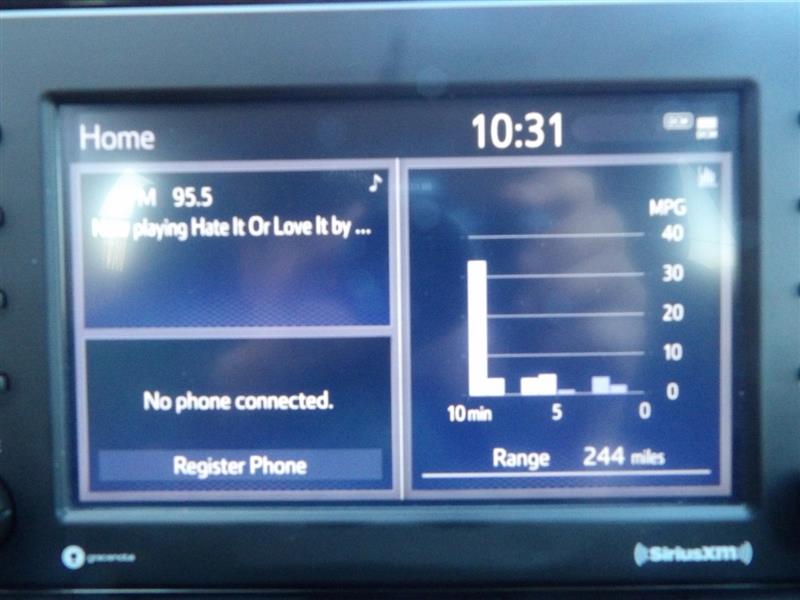 Home
10:31
95.5
playing Hate It Or Love It by ...
No phone connected.
Register Phone
MPG
40
30
20
10
0
10 min 5 0
Range 244 miles
gracenote
SiriusXM